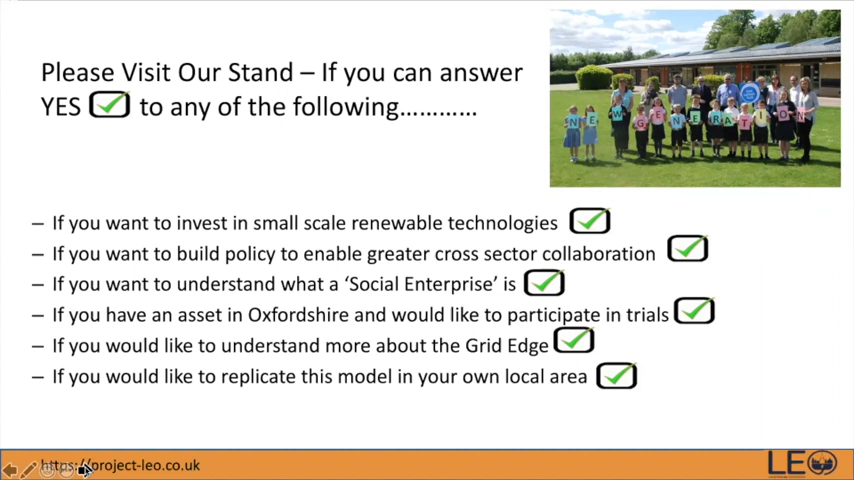 Please Visit Our Stand – If you can answer
YES to any of the following…………
NEW GENERATION
– If you want to invest in small scale renewable technologies
– If you want to build policy to enable greater cross sector collaboration
– If you want to understand what a ‘Social Enterprise’ is
– If you have an asset in Oxfordshire and would like to participate in trials
– If you would like to understand more about the Grid Edge
– If you would like to replicate this model in your own local area
https://project-leo.co.uk
LEO